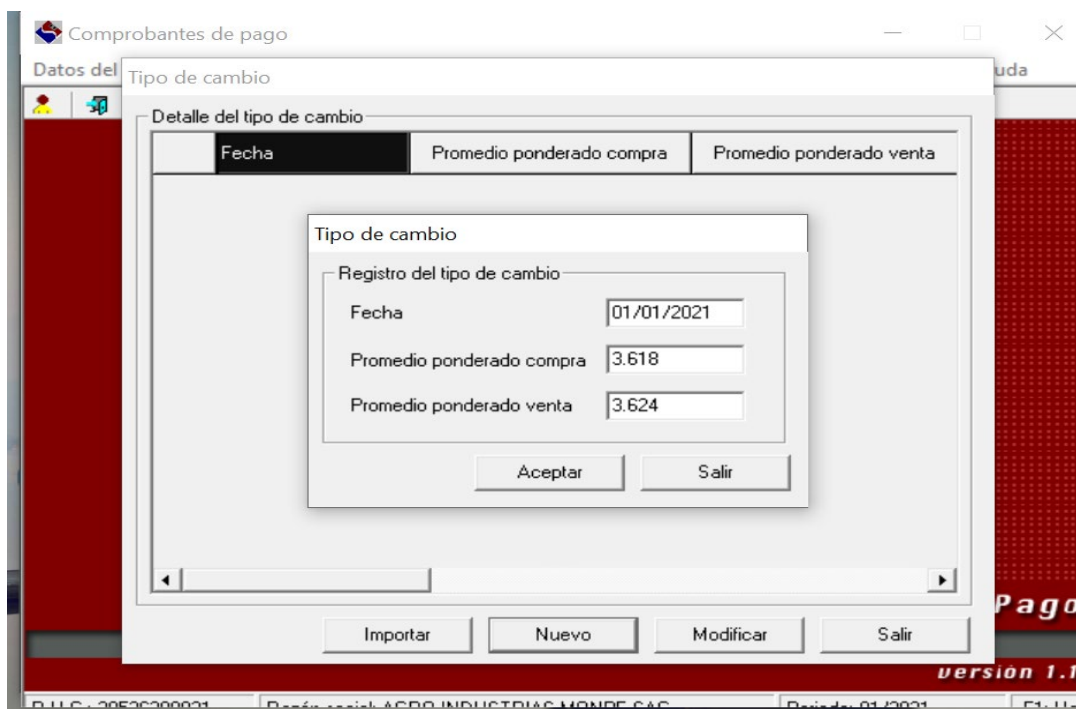 Comprobantes de pago
Datos del
uda
Tipo de cambio
Detalle del tipo de cambio
Fecha Promedio ponderado compra Promedio ponderado venta
Tipo de cambio
Registro del tipo de cambio
Fecha 01/01/2021
Promedio ponderado compra 3.618
Promedio ponderado venta 3.624
Aceptar Salir
Pago
Importar Nuevo Modificar Salir
versión 1.1